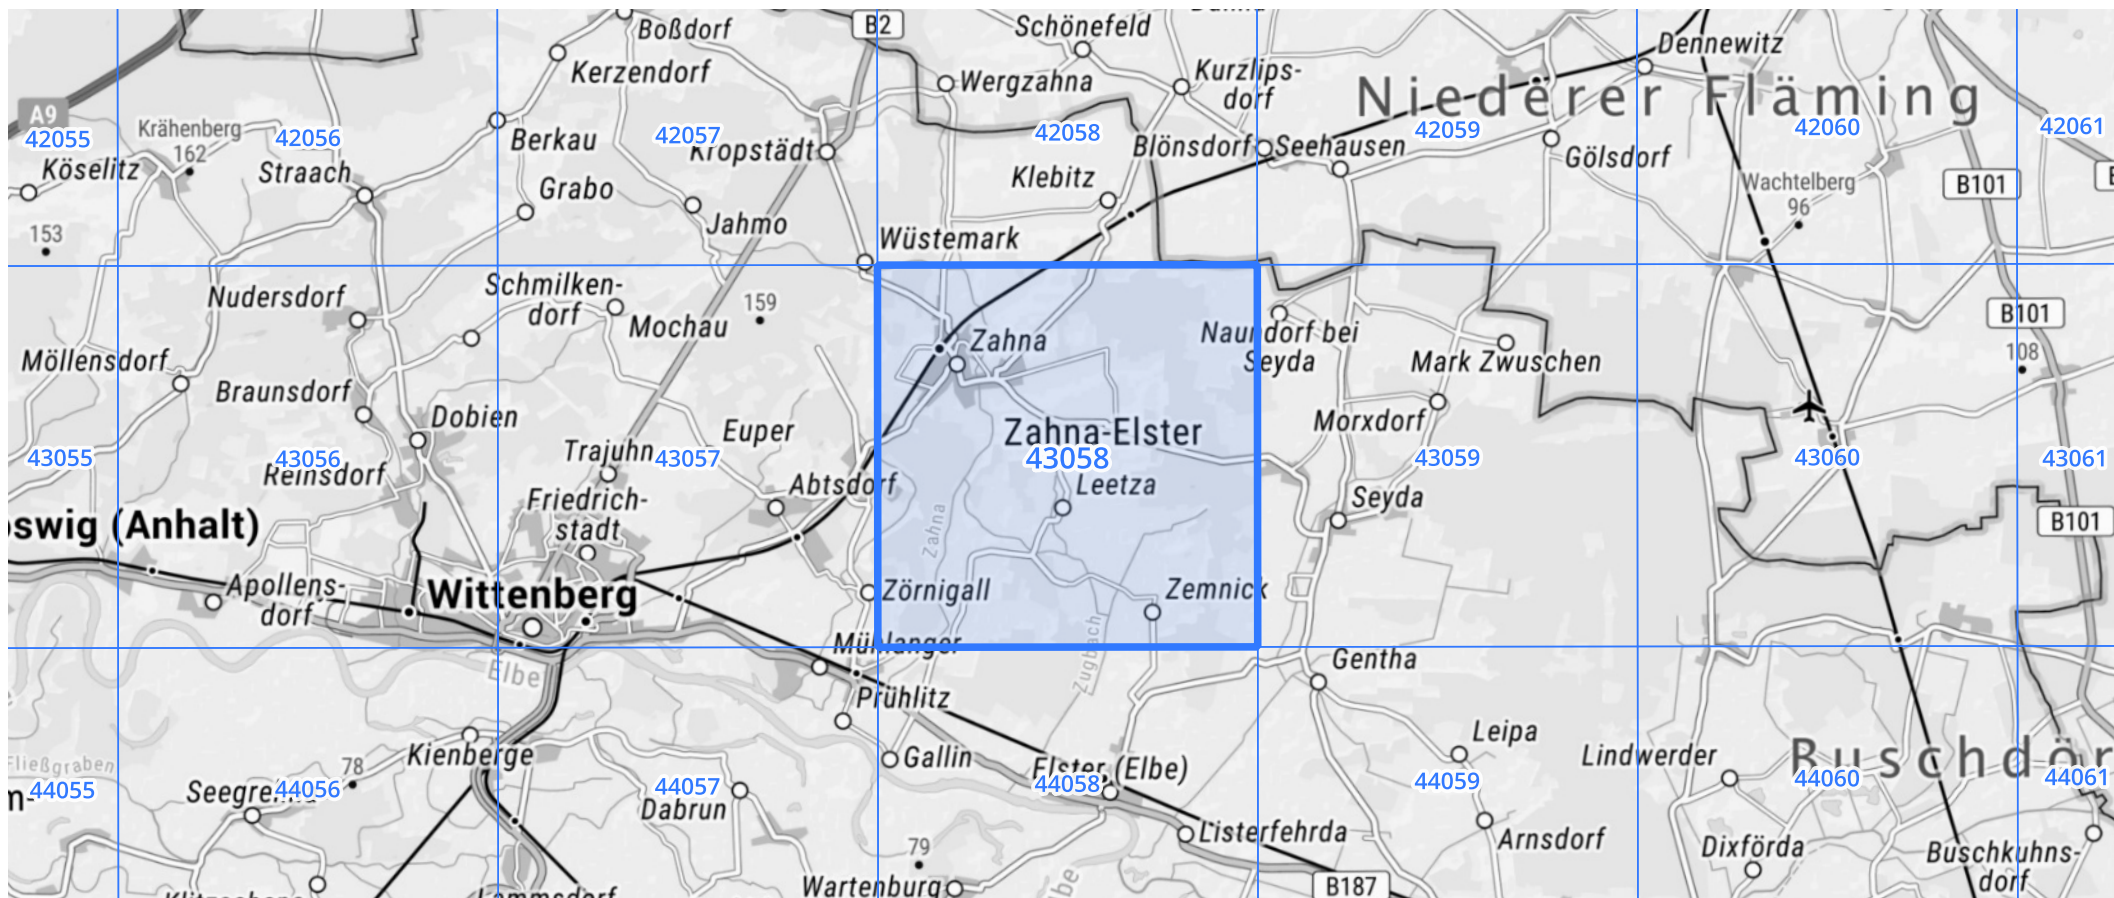 Boßdorf
B2
Schönefeld
Dennewitz
Kerzendorf
Wergzahna
Kurzlips-
dorf
Niederer Fläming
A9
42055
Krähenberg
162
42056
Berkau
42057
Kropstädt
42058
Blönsdorf
Seehausen
42059
Gölsdorf
42060
42061
Köselitz
Straach
Grabo
Klebitz
Wachtelberg
96
B101
153
Jahmo
Wüstemark
Nudersdorf
Schmilken-
dorf
Mochau
159
Zahna
Naundorf bei
Seyda
Mark Zwuschen
B101
108
Möllensdorf
Braunsdorf
Dobien
Euper
Zahna-Elster
Morxdorf
43055
43056
Reinsdorf
Trajuhn
43057
Abtsdorf
43058
Leetza
43059
Seyda
43060
43061
B101
oswig (Anhalt)
Friedrich-
stadt
Zahna
Apollens-
dorf
Wittenberg
Zörnigall
Zemnick
Mühlanger
Zugbach
Elbe
Prühlitz
Gentha
Kienberge
Gallin
Elster (Elbe)
Leipa
Lindwerder
Buschdör
Fließgraben
78
44055
m-
Seegrehna
44056
44057
Dabrun
44058
44059
44060
44061
79
Listerfehrda
Arnsdorf
Dixförda
Buschkuhns-
dorf
Wartenburg
B187